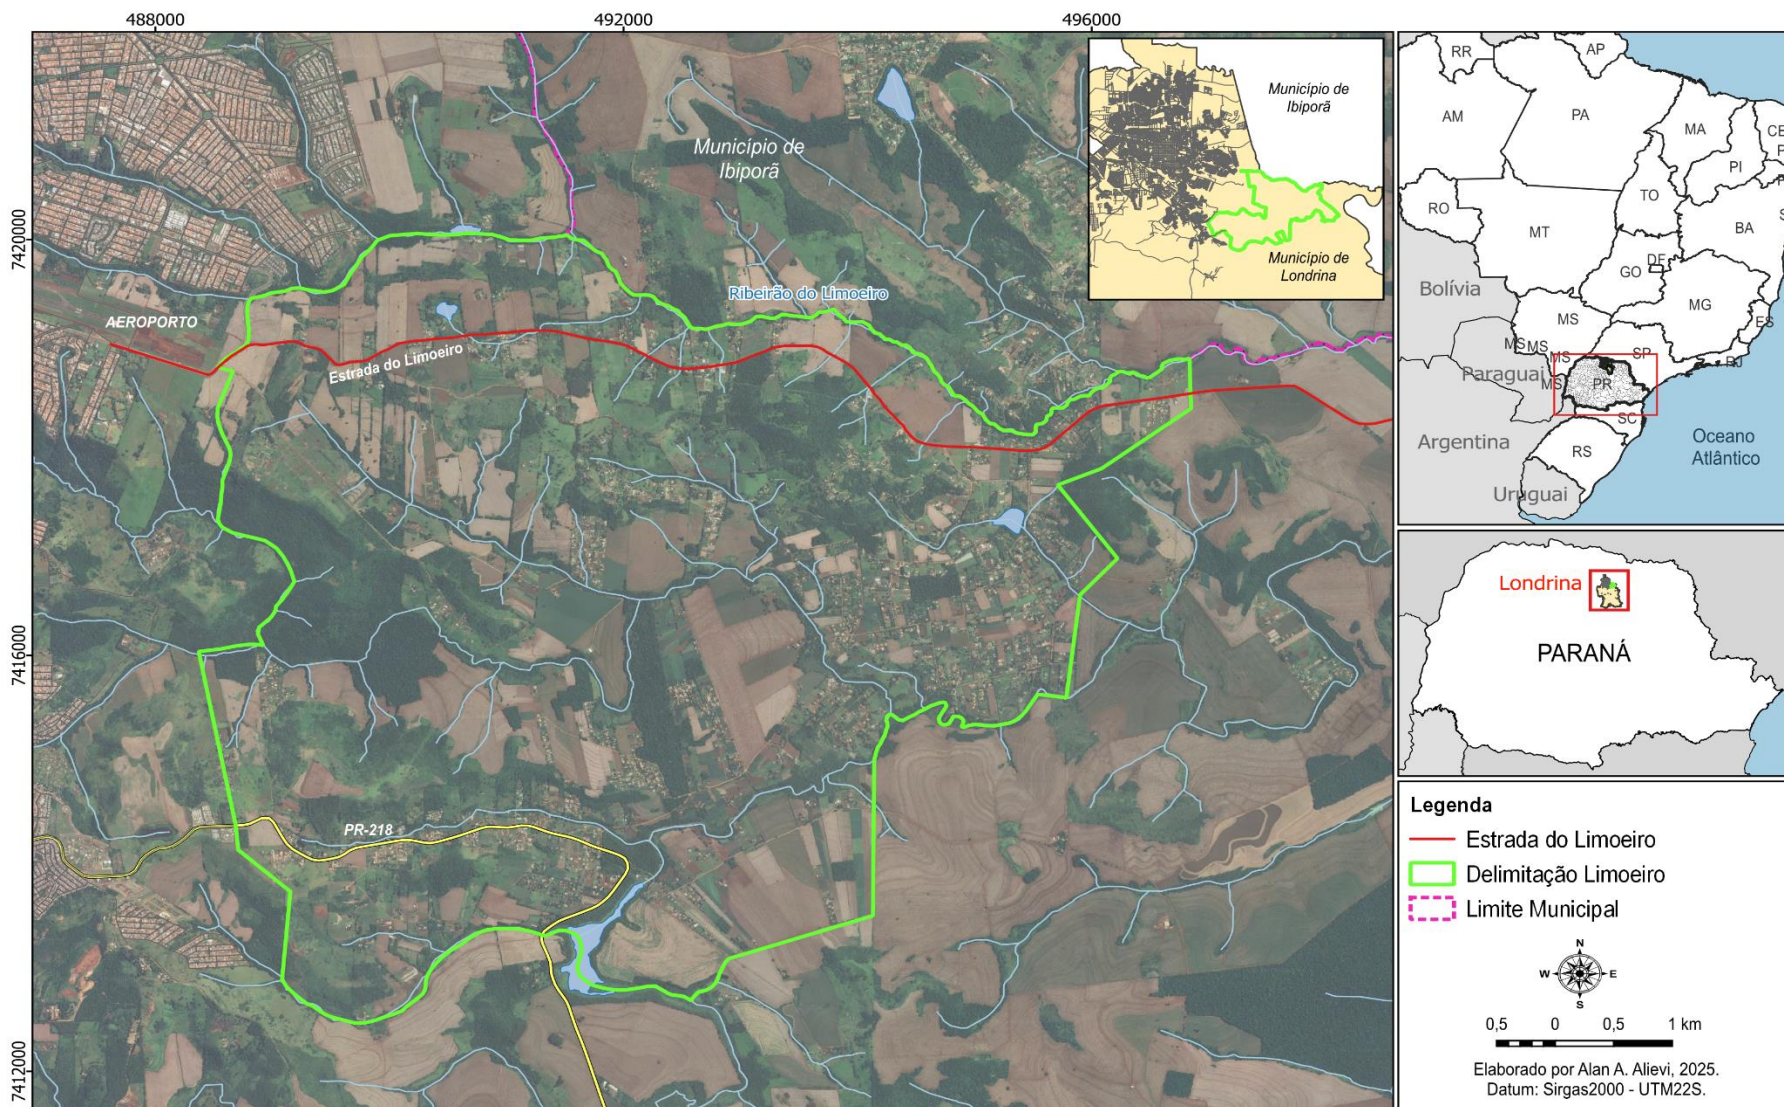 488000
492000
496000
7420000
7416000
7412000
Município de
Ibiporã
Ribeirão do Limoeiro
AEROPORTO
Estrada do Limoeiro
PR-218
Município de
Ibiporã
Município de
Londrina
RR
AP
AM
PA
MA
CE
PI
TO
RO
MT
BA
DF
GO
MG
Bolívia
MS
ES
MS
MS
MS
SP
RJ
Paraguai
MS
PR
SC
Argentina
RS
Oceano
Atlântico
Uruguai
Londrina
PARANÁ
Legenda
Estrada do Limoeiro
Delimitação Limoeiro
Limite Municipal
N
W
E
S
0,5 0 0,5 1 km
Elaborado por Alan A. Alievi, 2025.
Datum: Sirgas2000 - UTM22S.